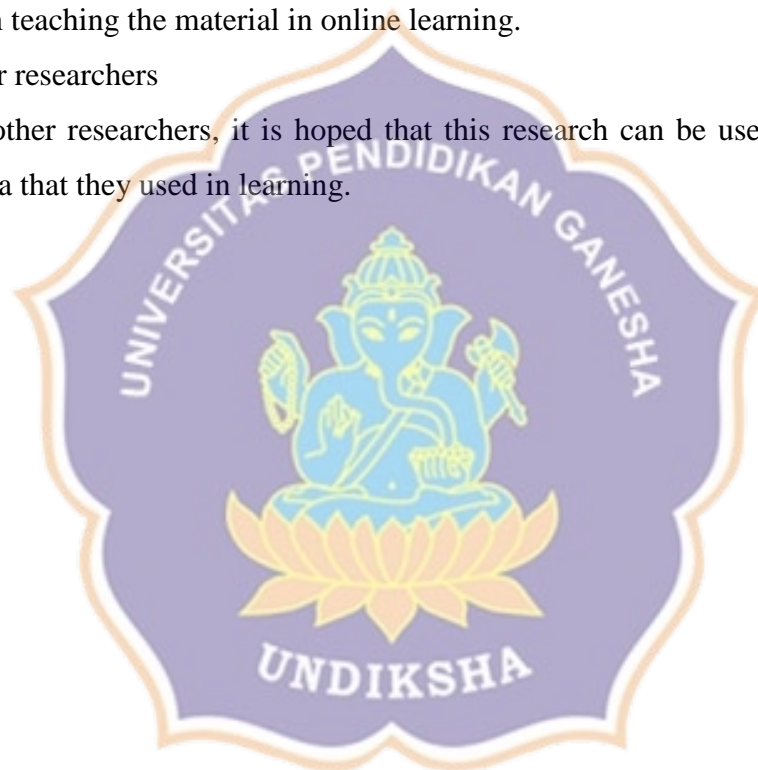 n teaching the material in online learning.
r researchers
other researchers, it is hoped that this research can be use
a that they used in learning.
UNIVERSITAS PENDIDIKAN GANESHA
UNDIKSHA